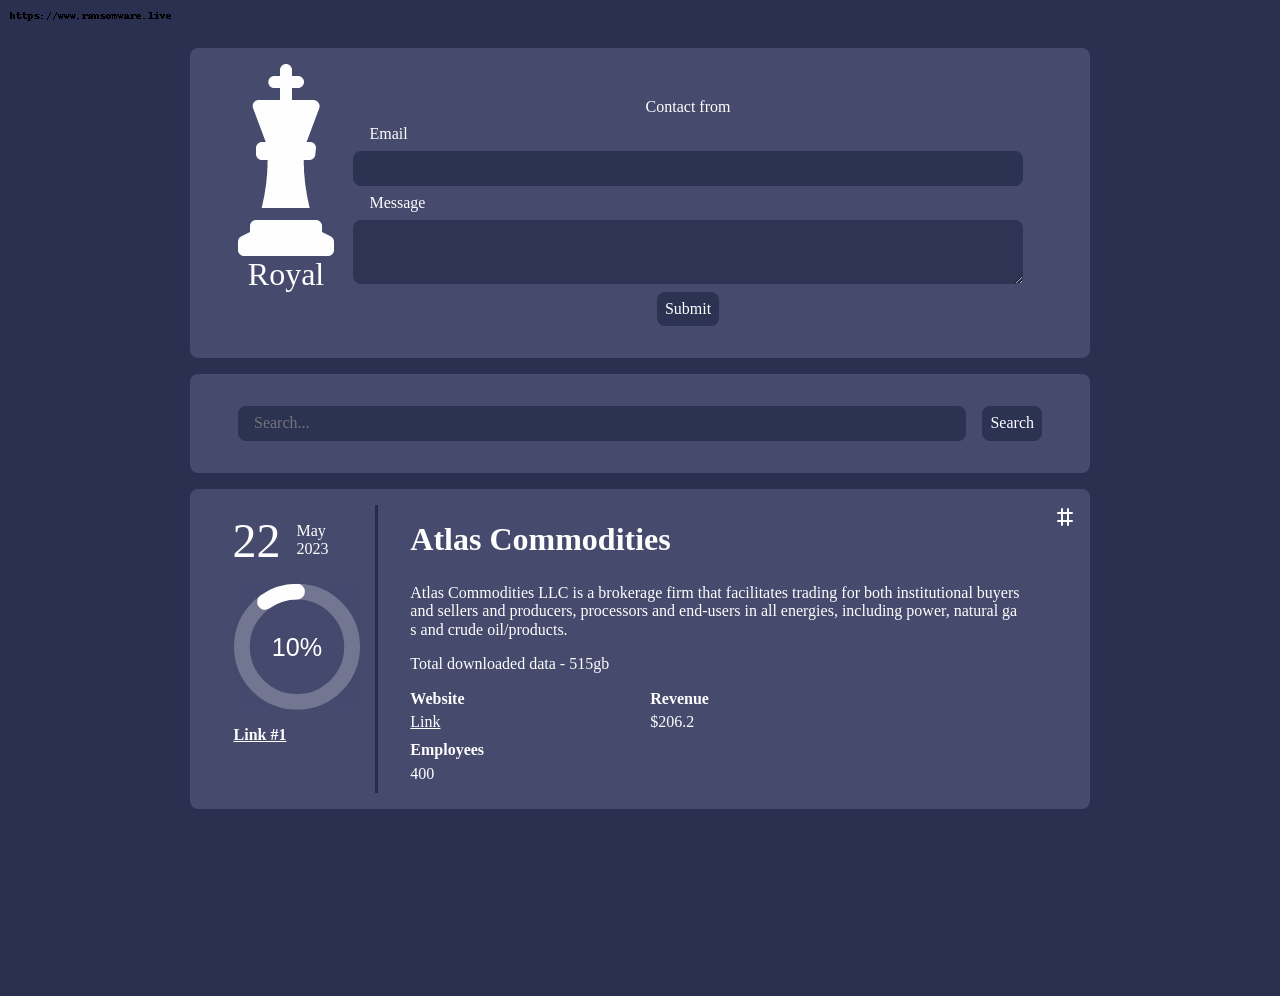 https://www.ransomware.live
Royal
Contact from
Email
Message
Submit
Search...
Search
22
May
2023
10%
Link #1
Atlas Commodities
Atlas Commodities LLC is a brokerage firm that facilitates trading for both institutional buyers
and sellers and producers, processors and end-users in all energies, including power, natural ga
s and crude oil/products.
Total downloaded data - 515gb
Website
Revenue
Link
$206.2
Employees
400
#